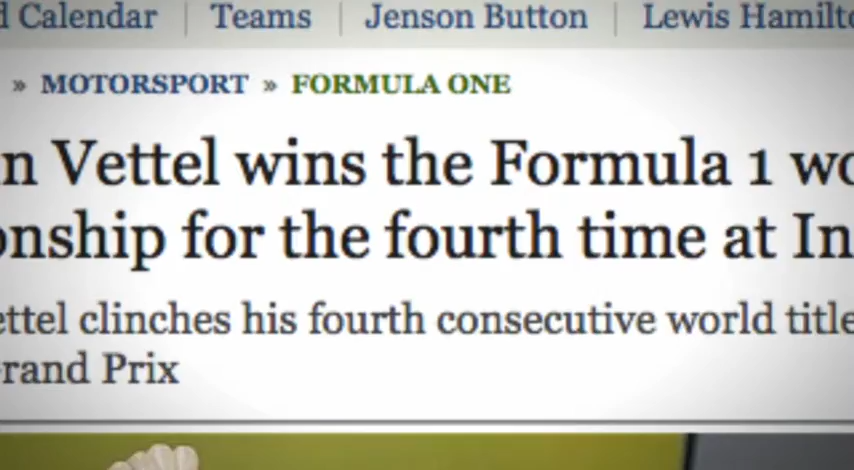 d Calendar | Teams | Jenson Button | Lewis Hamilto
» MOTORSPORT » FORMULA ONE
n Vettel wins the Formula 1 wo
onship for the fourth time at In
ettel clinches his fourth consecutive world title
rand Prix